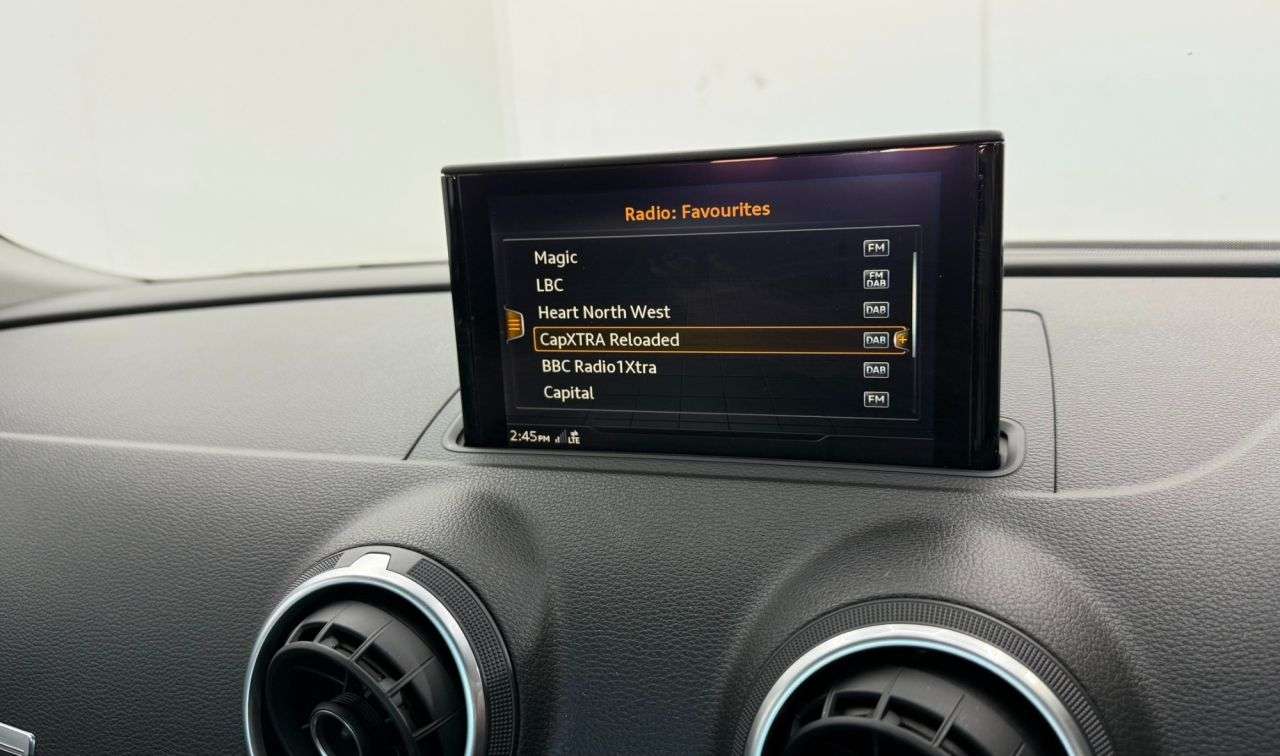 Radio: Favourites
Magic FM
LBC FM DAB
Heart North West DAB
CapXTRA Reloaded DAB +
BBC Radio1Xtra DAB
Capital FM
2:45PM LTE